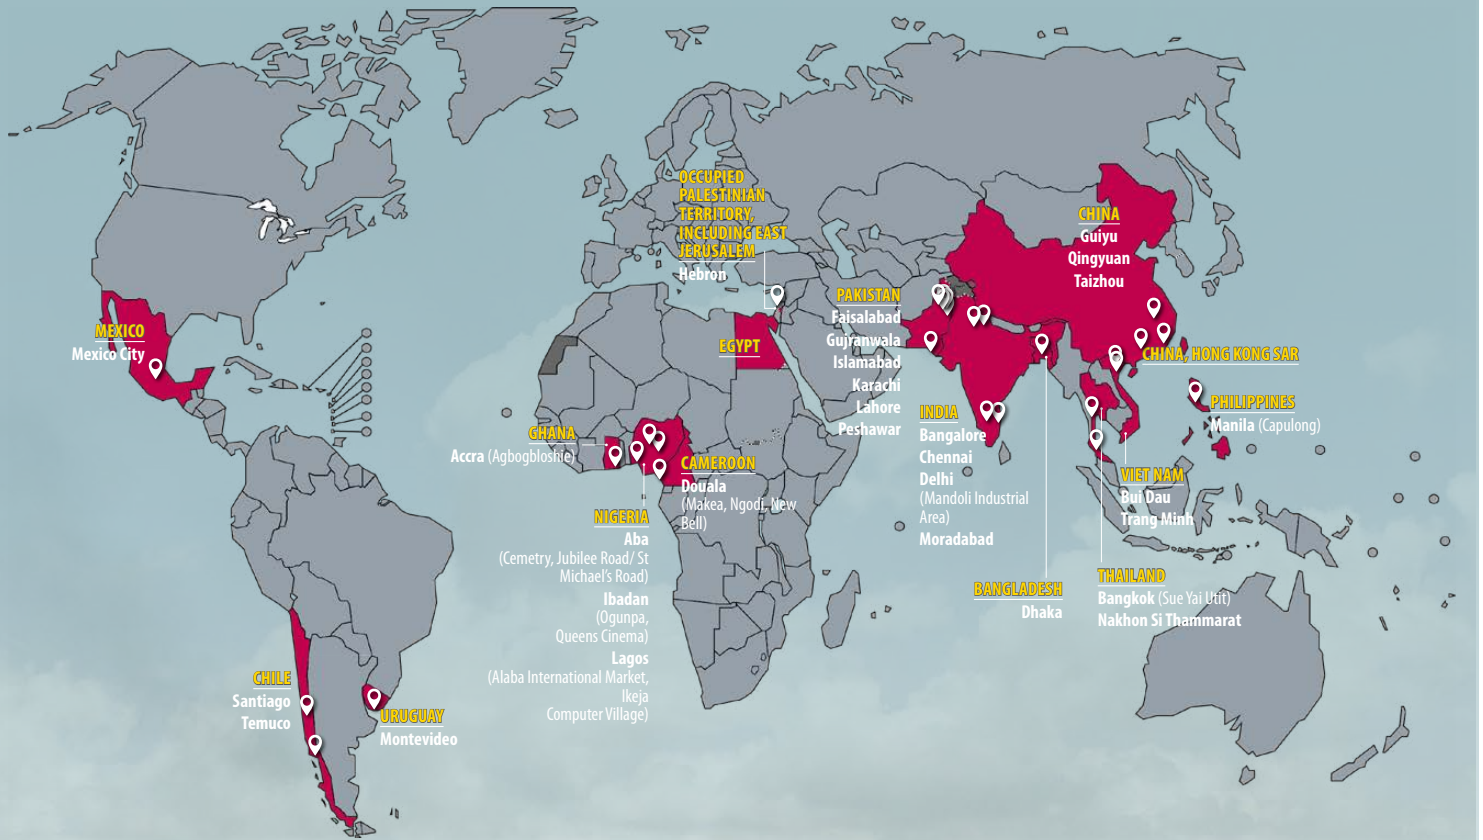 OCCUPIED
PALESTINIAN
TERRITORY,
INCLUDING EAST
JERUSALEM
Hebron
CHINA
Guiyu
Qingyuan
Taizhou
MEXICO
Mexico City
EGYPT
PAKISTAN
Faisalabad
Gujranwala
Islamabad
Karachi
Lahore
Peshawar
CHINA, HONG KONG SAR
PHILIPPINES
Manila (Capulong)
INDIA
Bangalore
Chennai
Delhi
(Mandoli Industrial
Area)
Moradabad
GHANA
Accra (Agbogbloshie)
CAMEROON
Douala
(Makea, Ngodi, New
Bell)
VIET NAM
Bui Dau
Trang Minh
NIGERIA
Aba
(Cemetry, Jubilee Road/ St
Michael's Road)
Ibadan
(Ogunpa,
Queens Cinema)
Lagos
(Alaba International Market,
Ikeja
Computer Village)
BANGLADESH
Dhaka
THAILAND
Bangkok (Sue Yai Utit)
Nakhon Si Thammarat
CHILE
Santiago
Temuco
URUGUAY
Montevideo